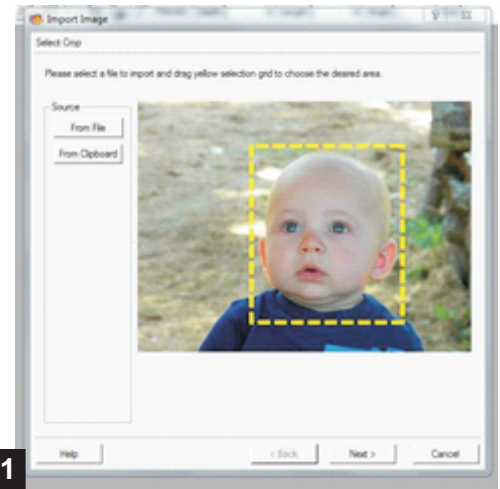 Import Image
Select Crop
Please select a file to import and drag yellow selection grid to choose the desired area.
Source
From File
From Clipboard
Help
< Back
Next >
Cancel
1